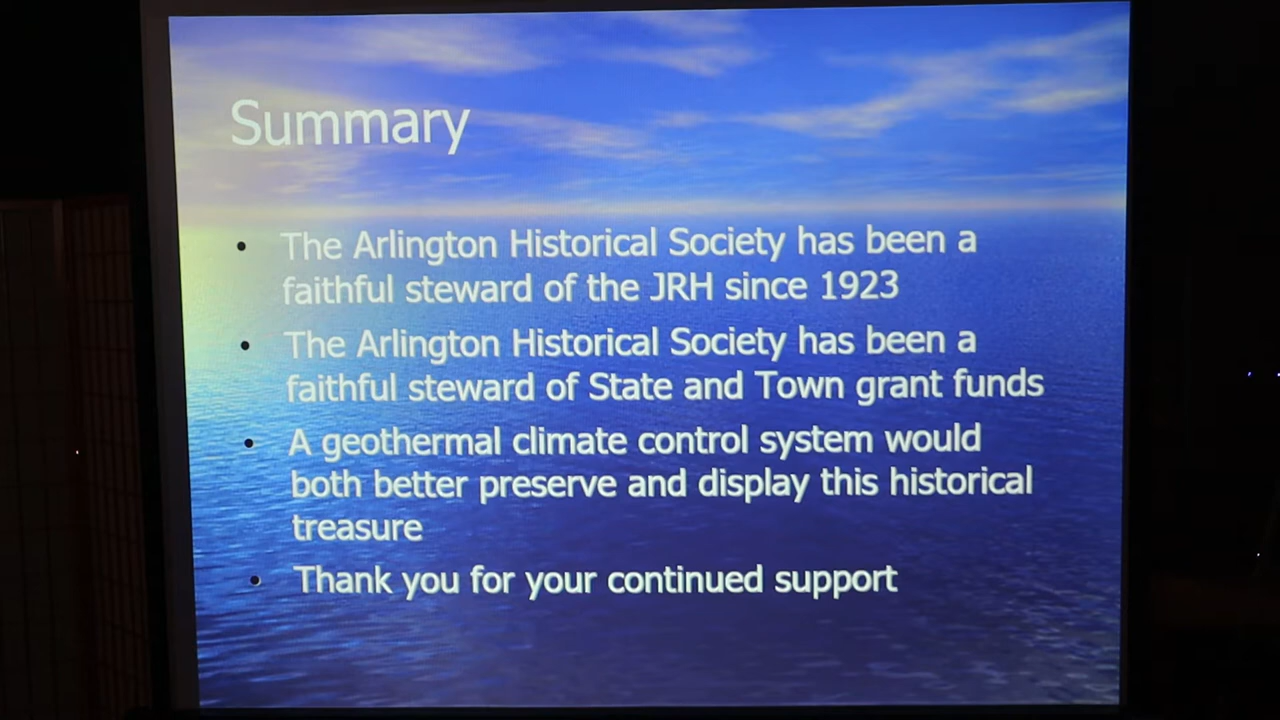 Summary
• The Arlington Historical Society has been a
faithful steward of the JRH since 1923
• The Arlington Historical Society has been a
faithful steward of State and Town grant funds
• A geothermal climate control system would
both better preserve and display this historical
treasure
• Thank you for your continued support